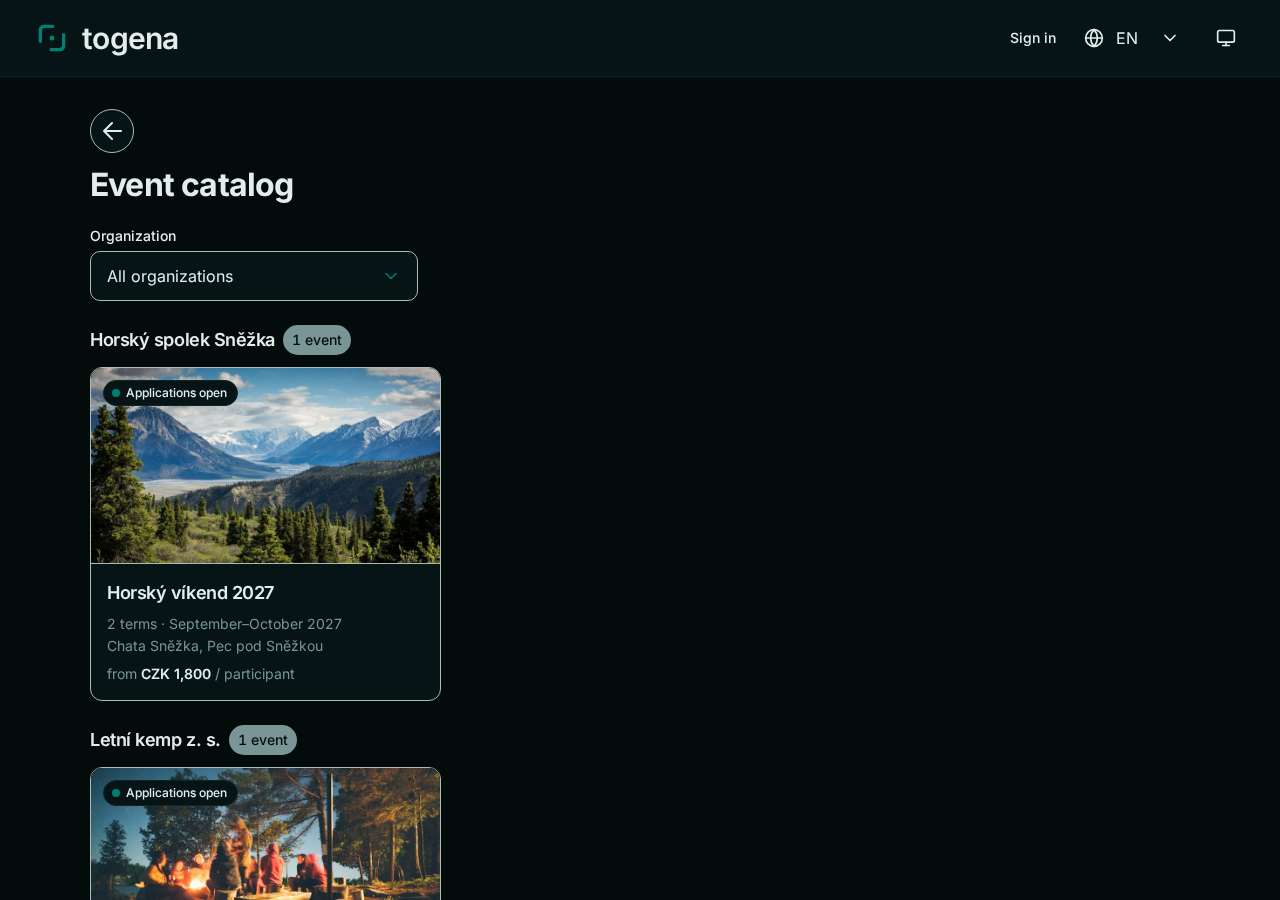 togena
Sign in
EN
Event catalog
Organization
All organizations
Horský spolek Sněžka
1 event
Applications open
Horský víkend 2027
2 terms · September–October 2027
Chata Sněžka, Pec pod Sněžkou
from CZK 1,800 / participant
Letní kemp z. s.
1 event
Applications open